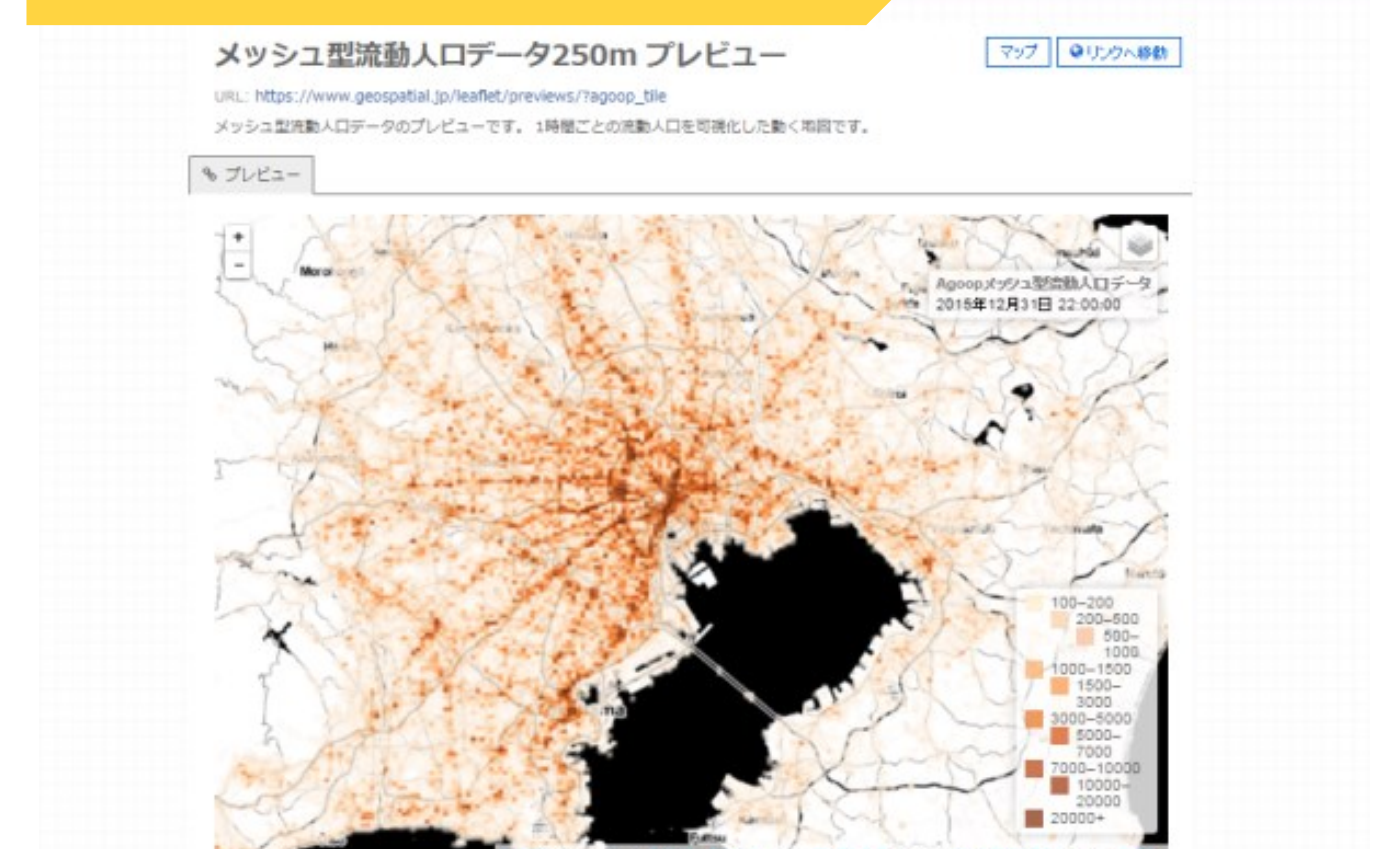 メッシュ型流動人口データ250m プレビュー
マップ
リンクへ移動
URL: https://www.geospatial.jp/leaflet/previews/?agoop_tile
メッシュ型流動人口データのプレビューです。 1時間ごとの流動人口を可視化した動く地図です。
プレビュー
+
−
Agoopメッシュ型流動人口データ
2015年12月31日 22:00:00
100–200
200–500
500–
1000
1000–1500
1500–
3000
3000–5000
5000–
7000
7000–10000
10000–
20000
20000+
Futtsu